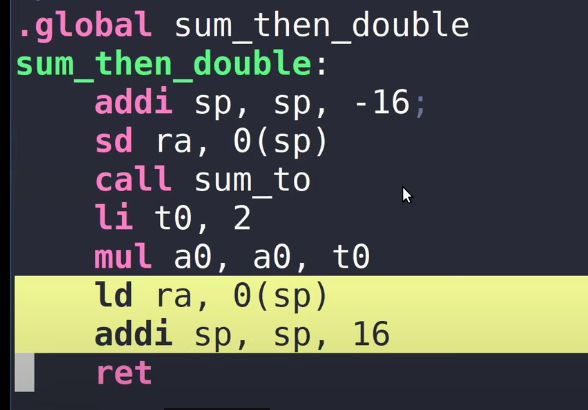 .global sum_then_double
sum_then_double:
addi sp, sp, -16;
sd ra, 0(sp)
call sum_to
li t0, 2
mul a0, a0, t0
ld ra, 0(sp)
addi sp, sp, 16
ret